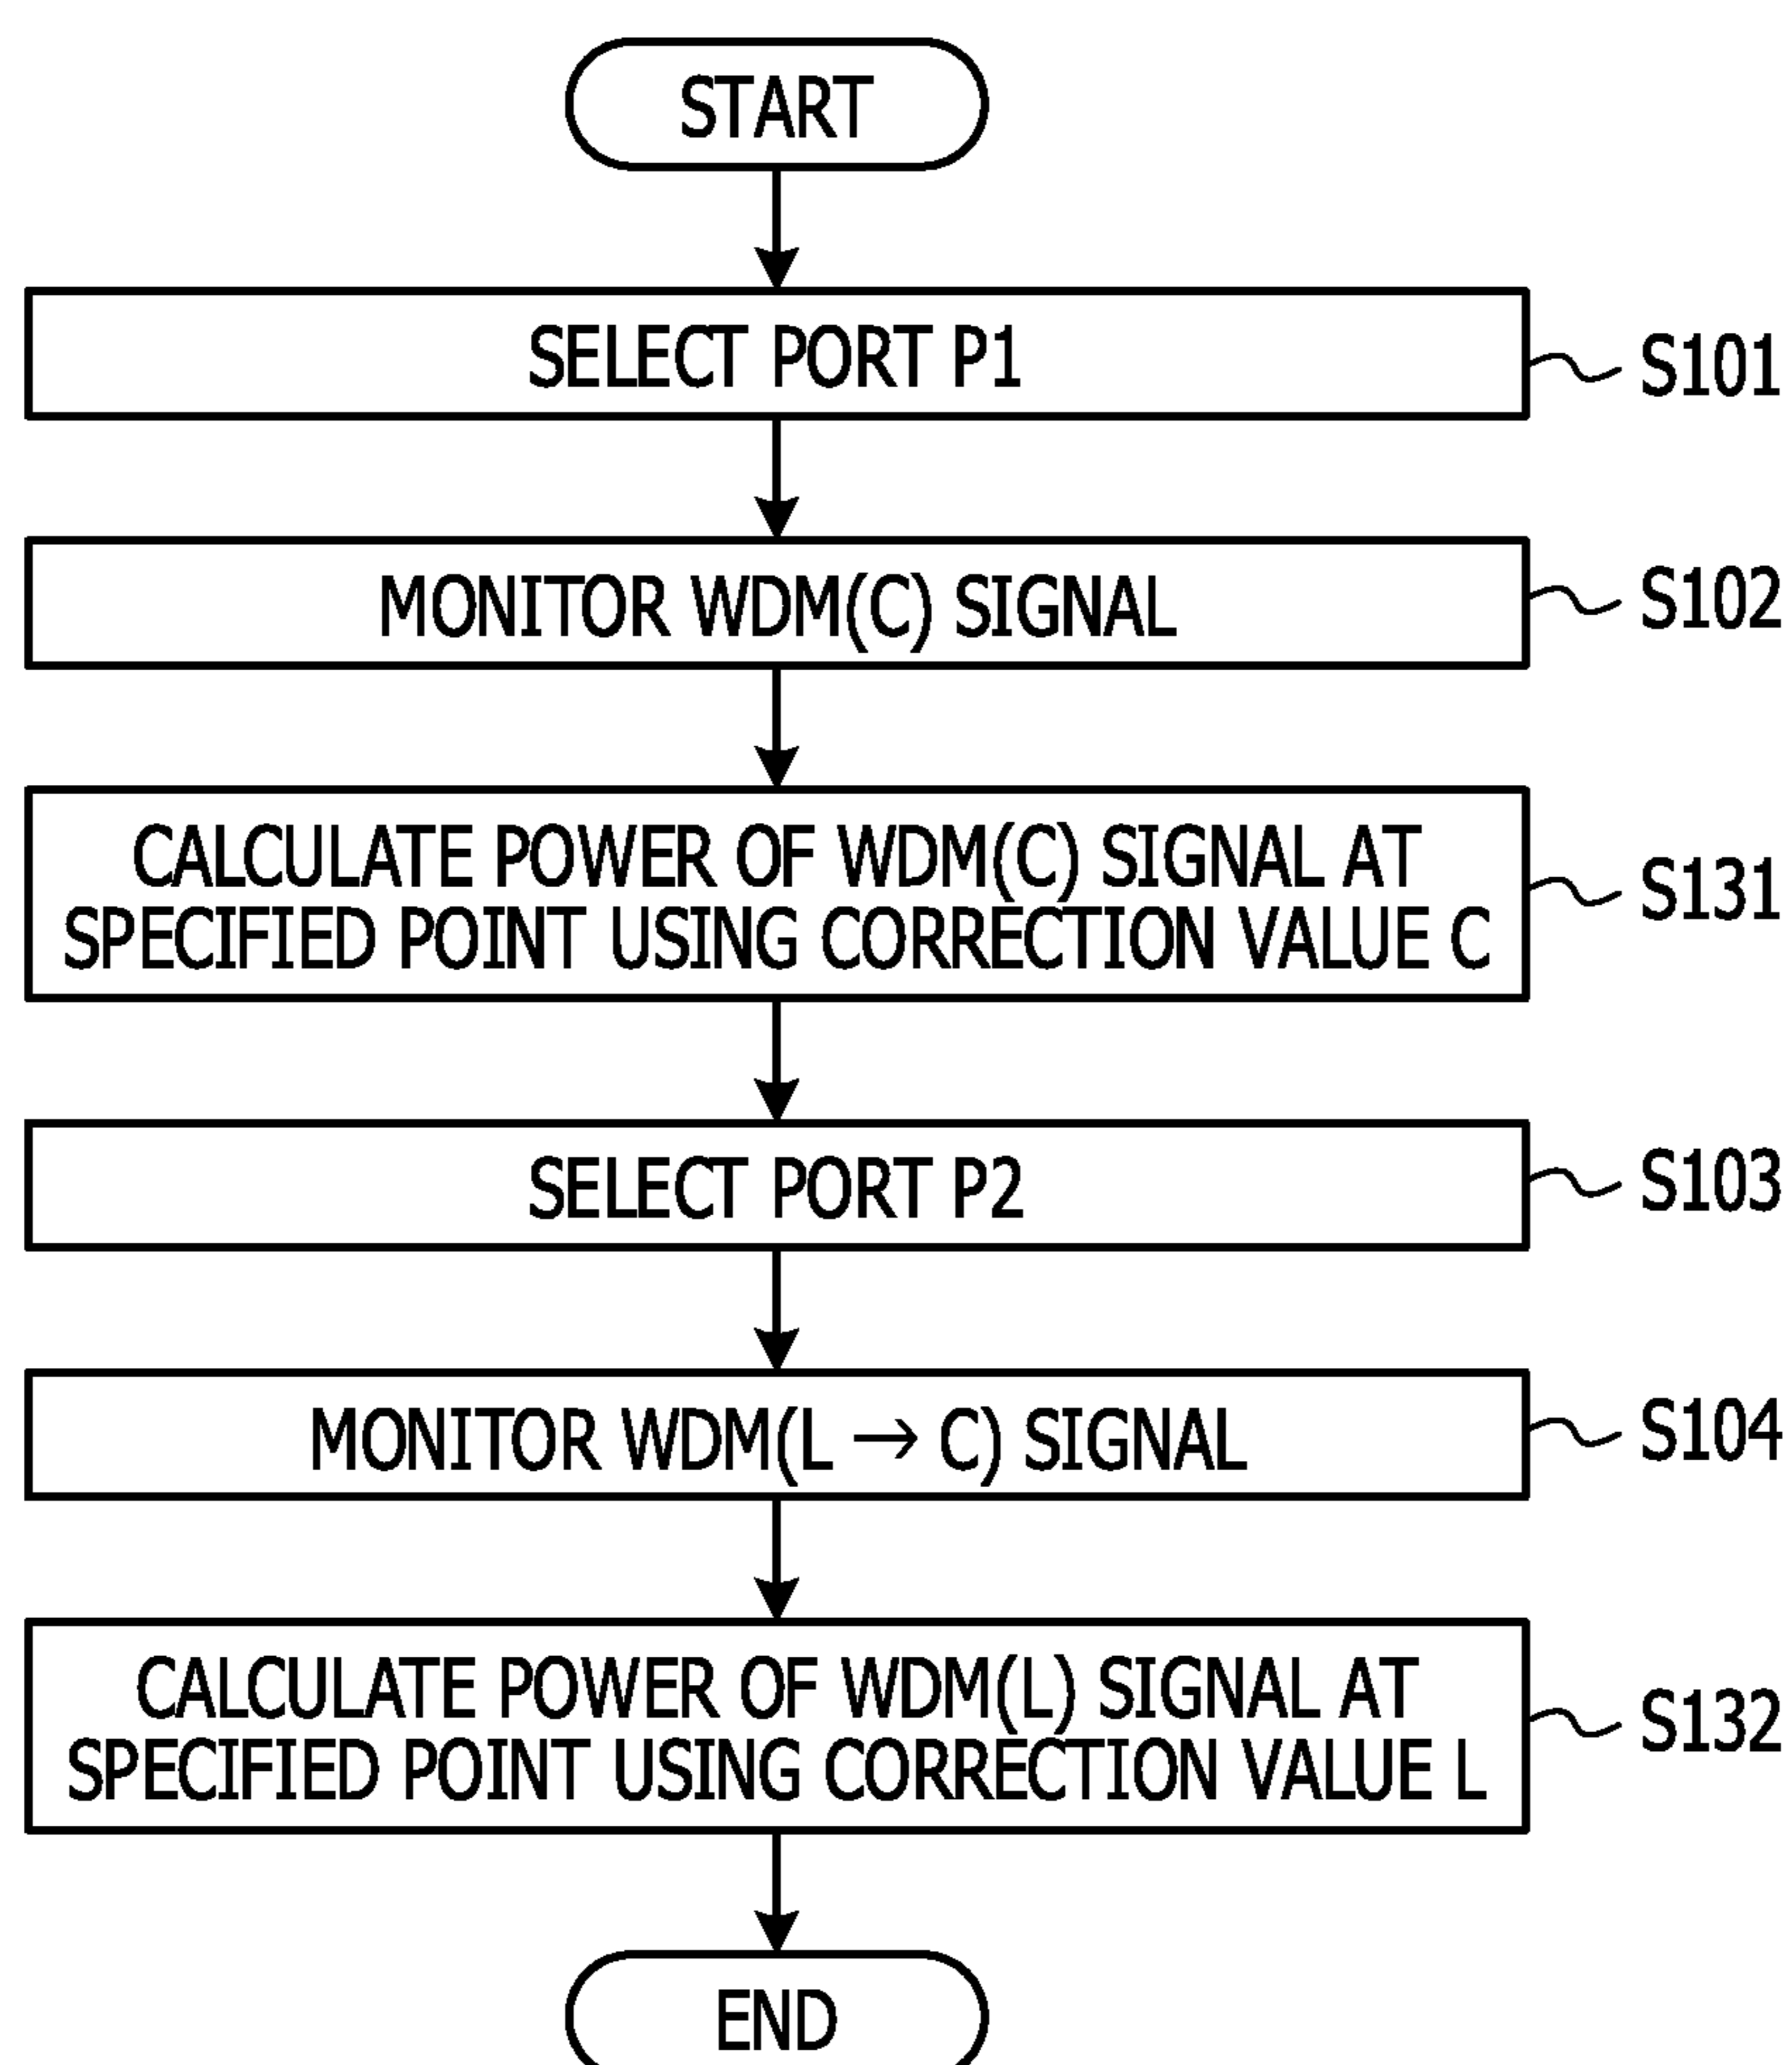 START
SELECT PORT P1
S101
MONITOR WDM(C) SIGNAL
S102
CALCULATE POWER OF WDM(C) SIGNAL AT
SPECIFIED POINT USING CORRECTION VALUE C
S131
SELECT PORT P2
S103
MONITOR WDM(L → C) SIGNAL
S104
CALCULATE POWER OF WDM(L) SIGNAL AT
SPECIFIED POINT USING CORRECTION VALUE L
S132
END